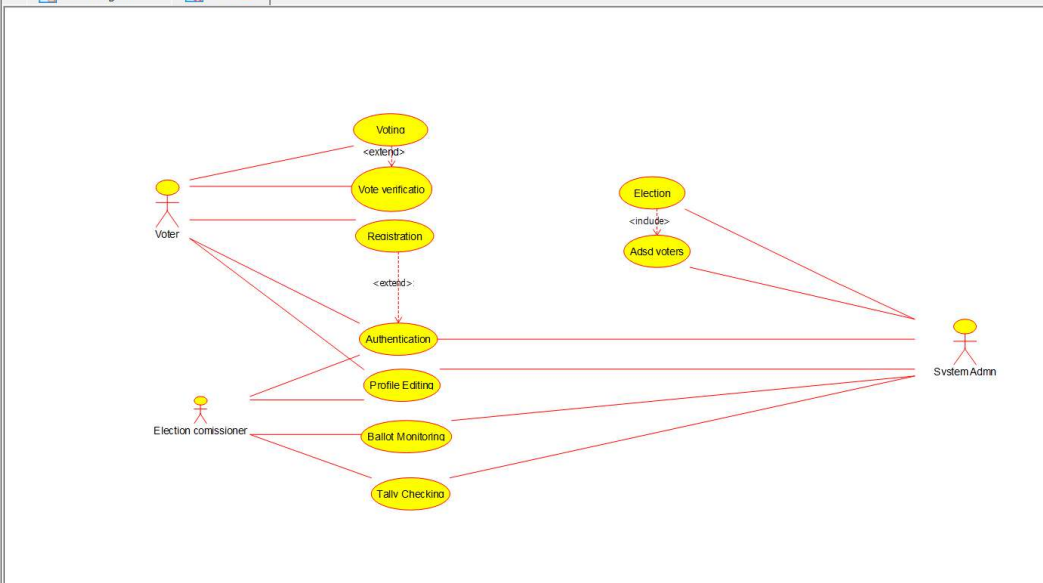 Voting
<extend>
Vote verificatio
Voter
Registration
<extend>
Authentication
Profile Editing
Election comissioner
Ballot Monitoring
Tally Checking
Election
<include>
Adsd voters
System Admn